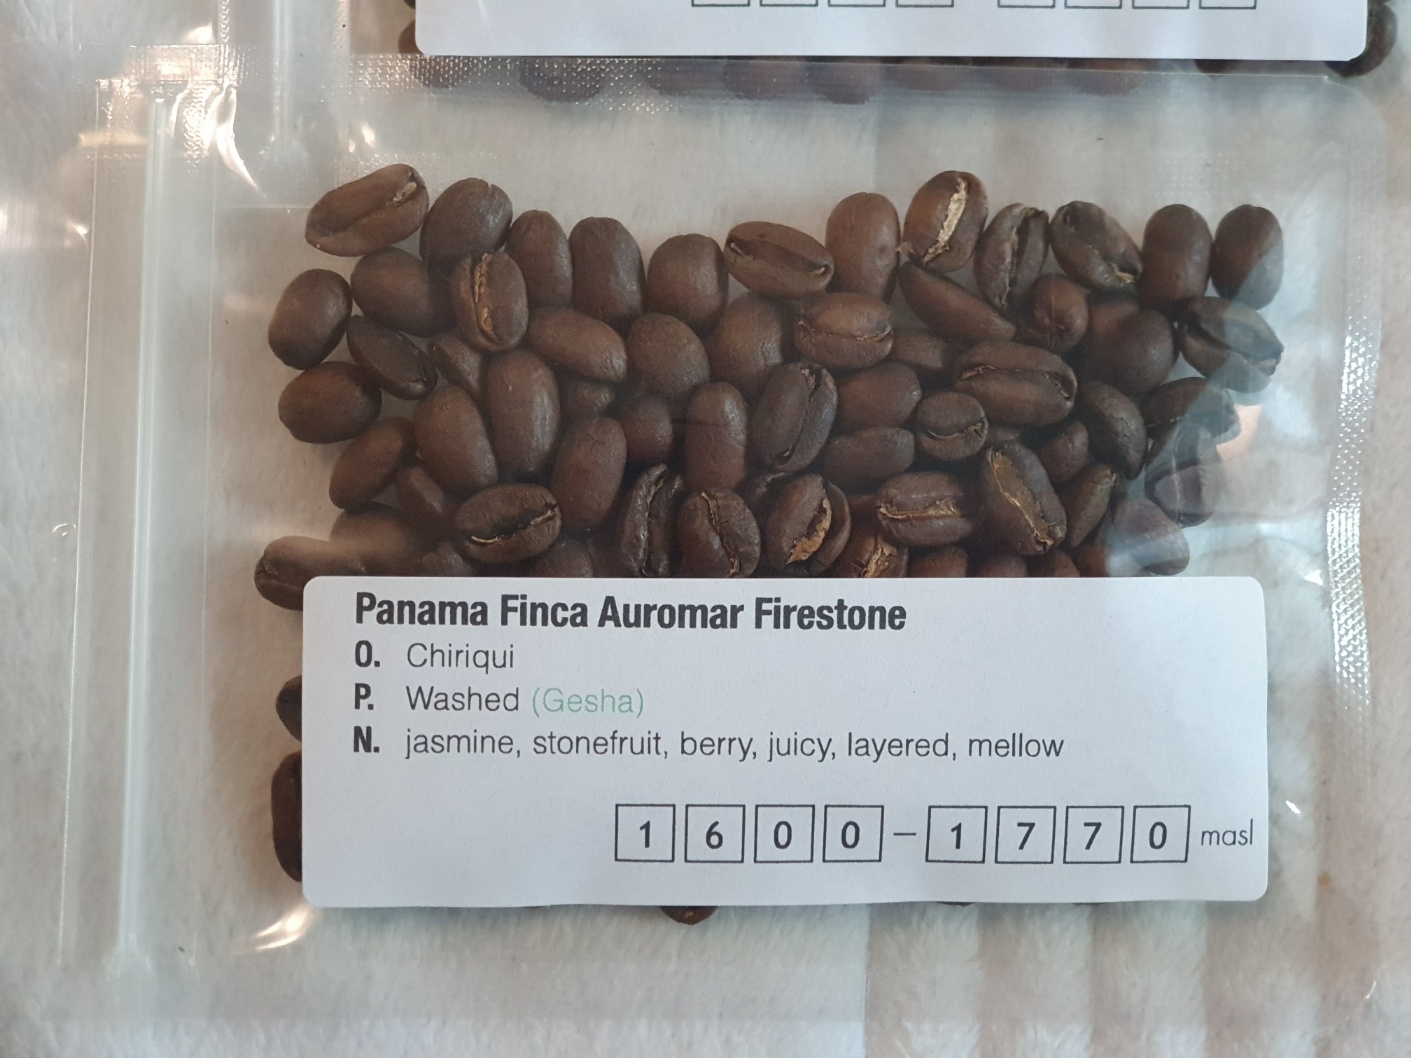 Panama Finca Auromar Firestone
O. Chiriqui
P. Washed (Gesha)
N. jasmine, stonefruit, berry, juicy, layered, mellow
1600-1770 masl